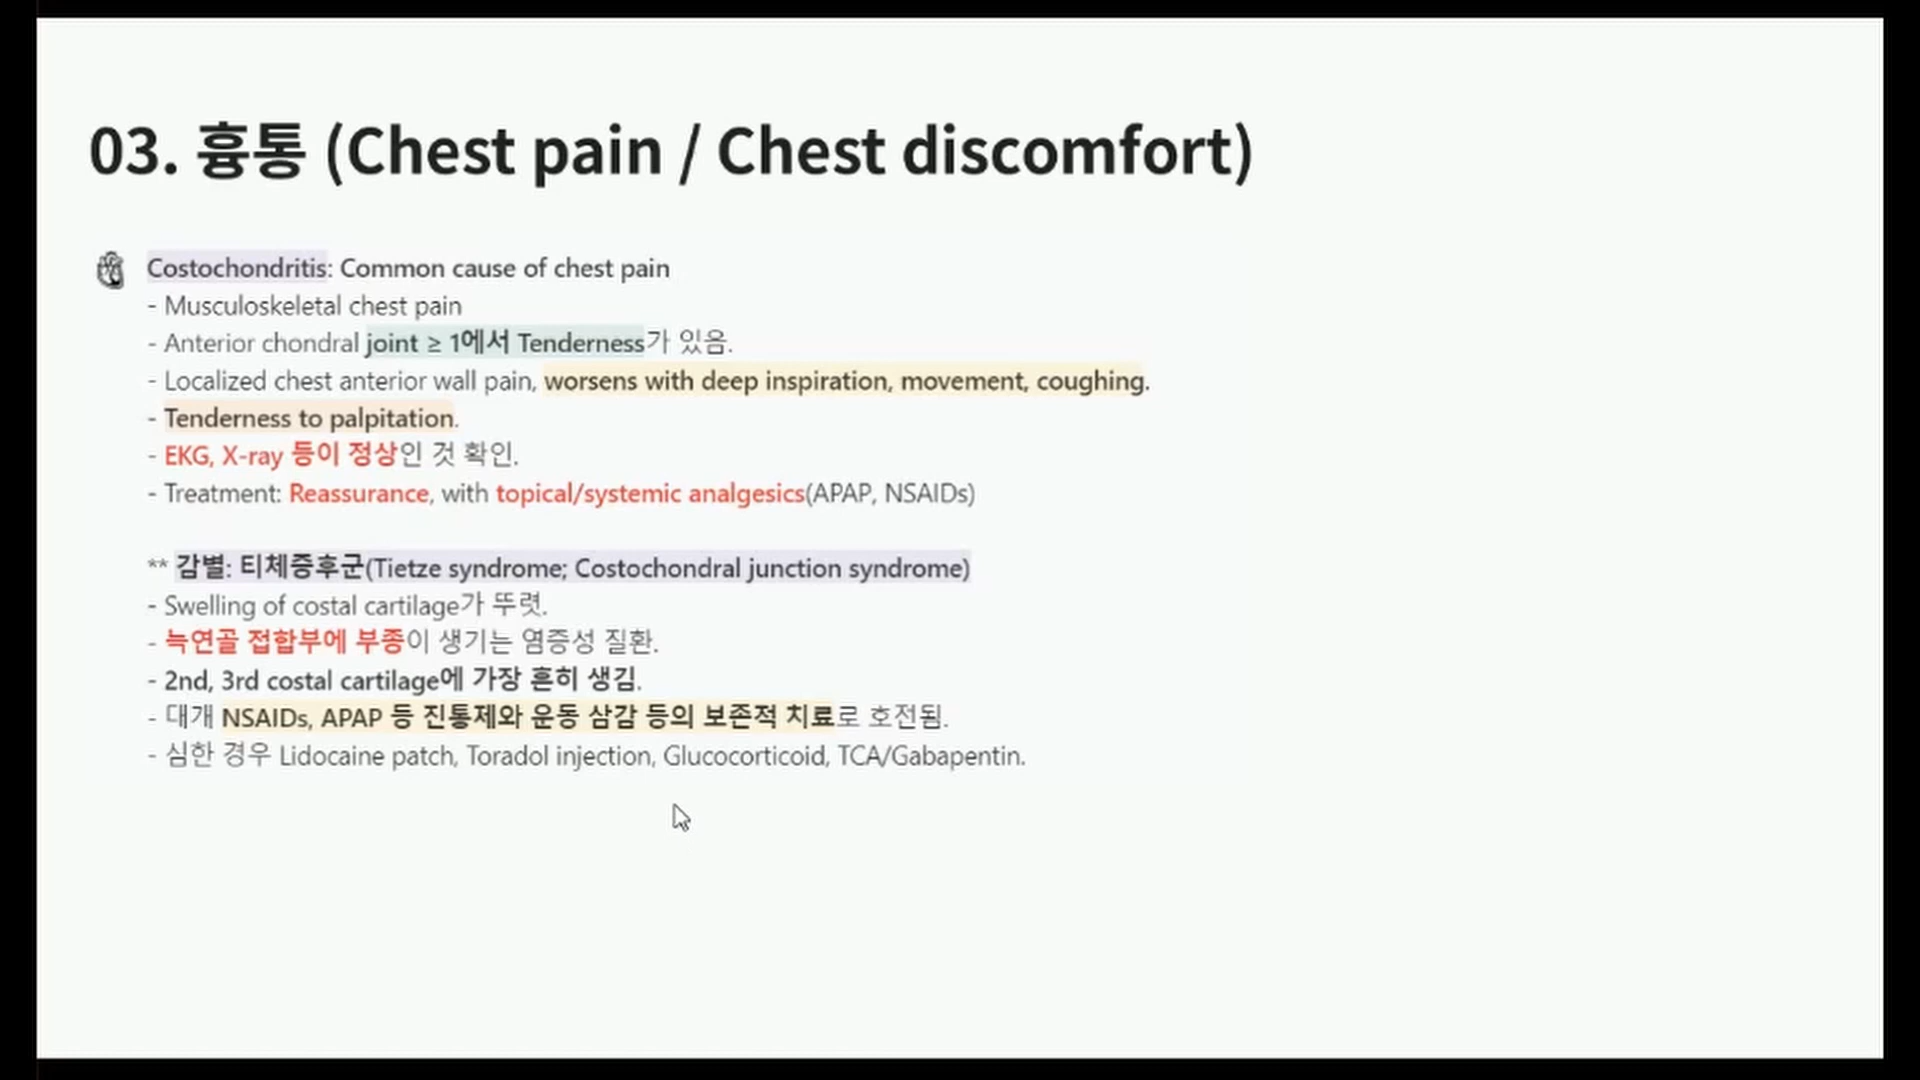 03. 흉통 (Chest pain / Chest discomfort)
Costochondritis: Common cause of chest pain
- Musculoskeletal chest pain
- Anterior chondral joint ≥ 1에서 Tenderness가 있음.
- Localized chest anterior wall pain, worsens with deep inspiration, movement, coughing.
- Tenderness to palpitation.
- EKG, X-ray 등이 정상인 것 확인.
- Treatment: Reassurance, with topical/systemic analgesics(APAP, NSAIDs)
** 감별: 티체증후군(Tietze syndrome; Costochondral junction syndrome)
- Swelling of costal cartilage가 뚜렷.
- 늑연골 접합부에 부종이 생기는 염증성 질환.
- 2nd, 3rd costal cartilage에 가장 흔히 생김.
- 대개 NSAIDs, APAP 등 진통제와 운동 삼감 등의 보존적 치료로 호전됨.
- 심한 경우 Lidocaine patch, Toradol injection, Glucocorticoid, TCA/Gabapentin.